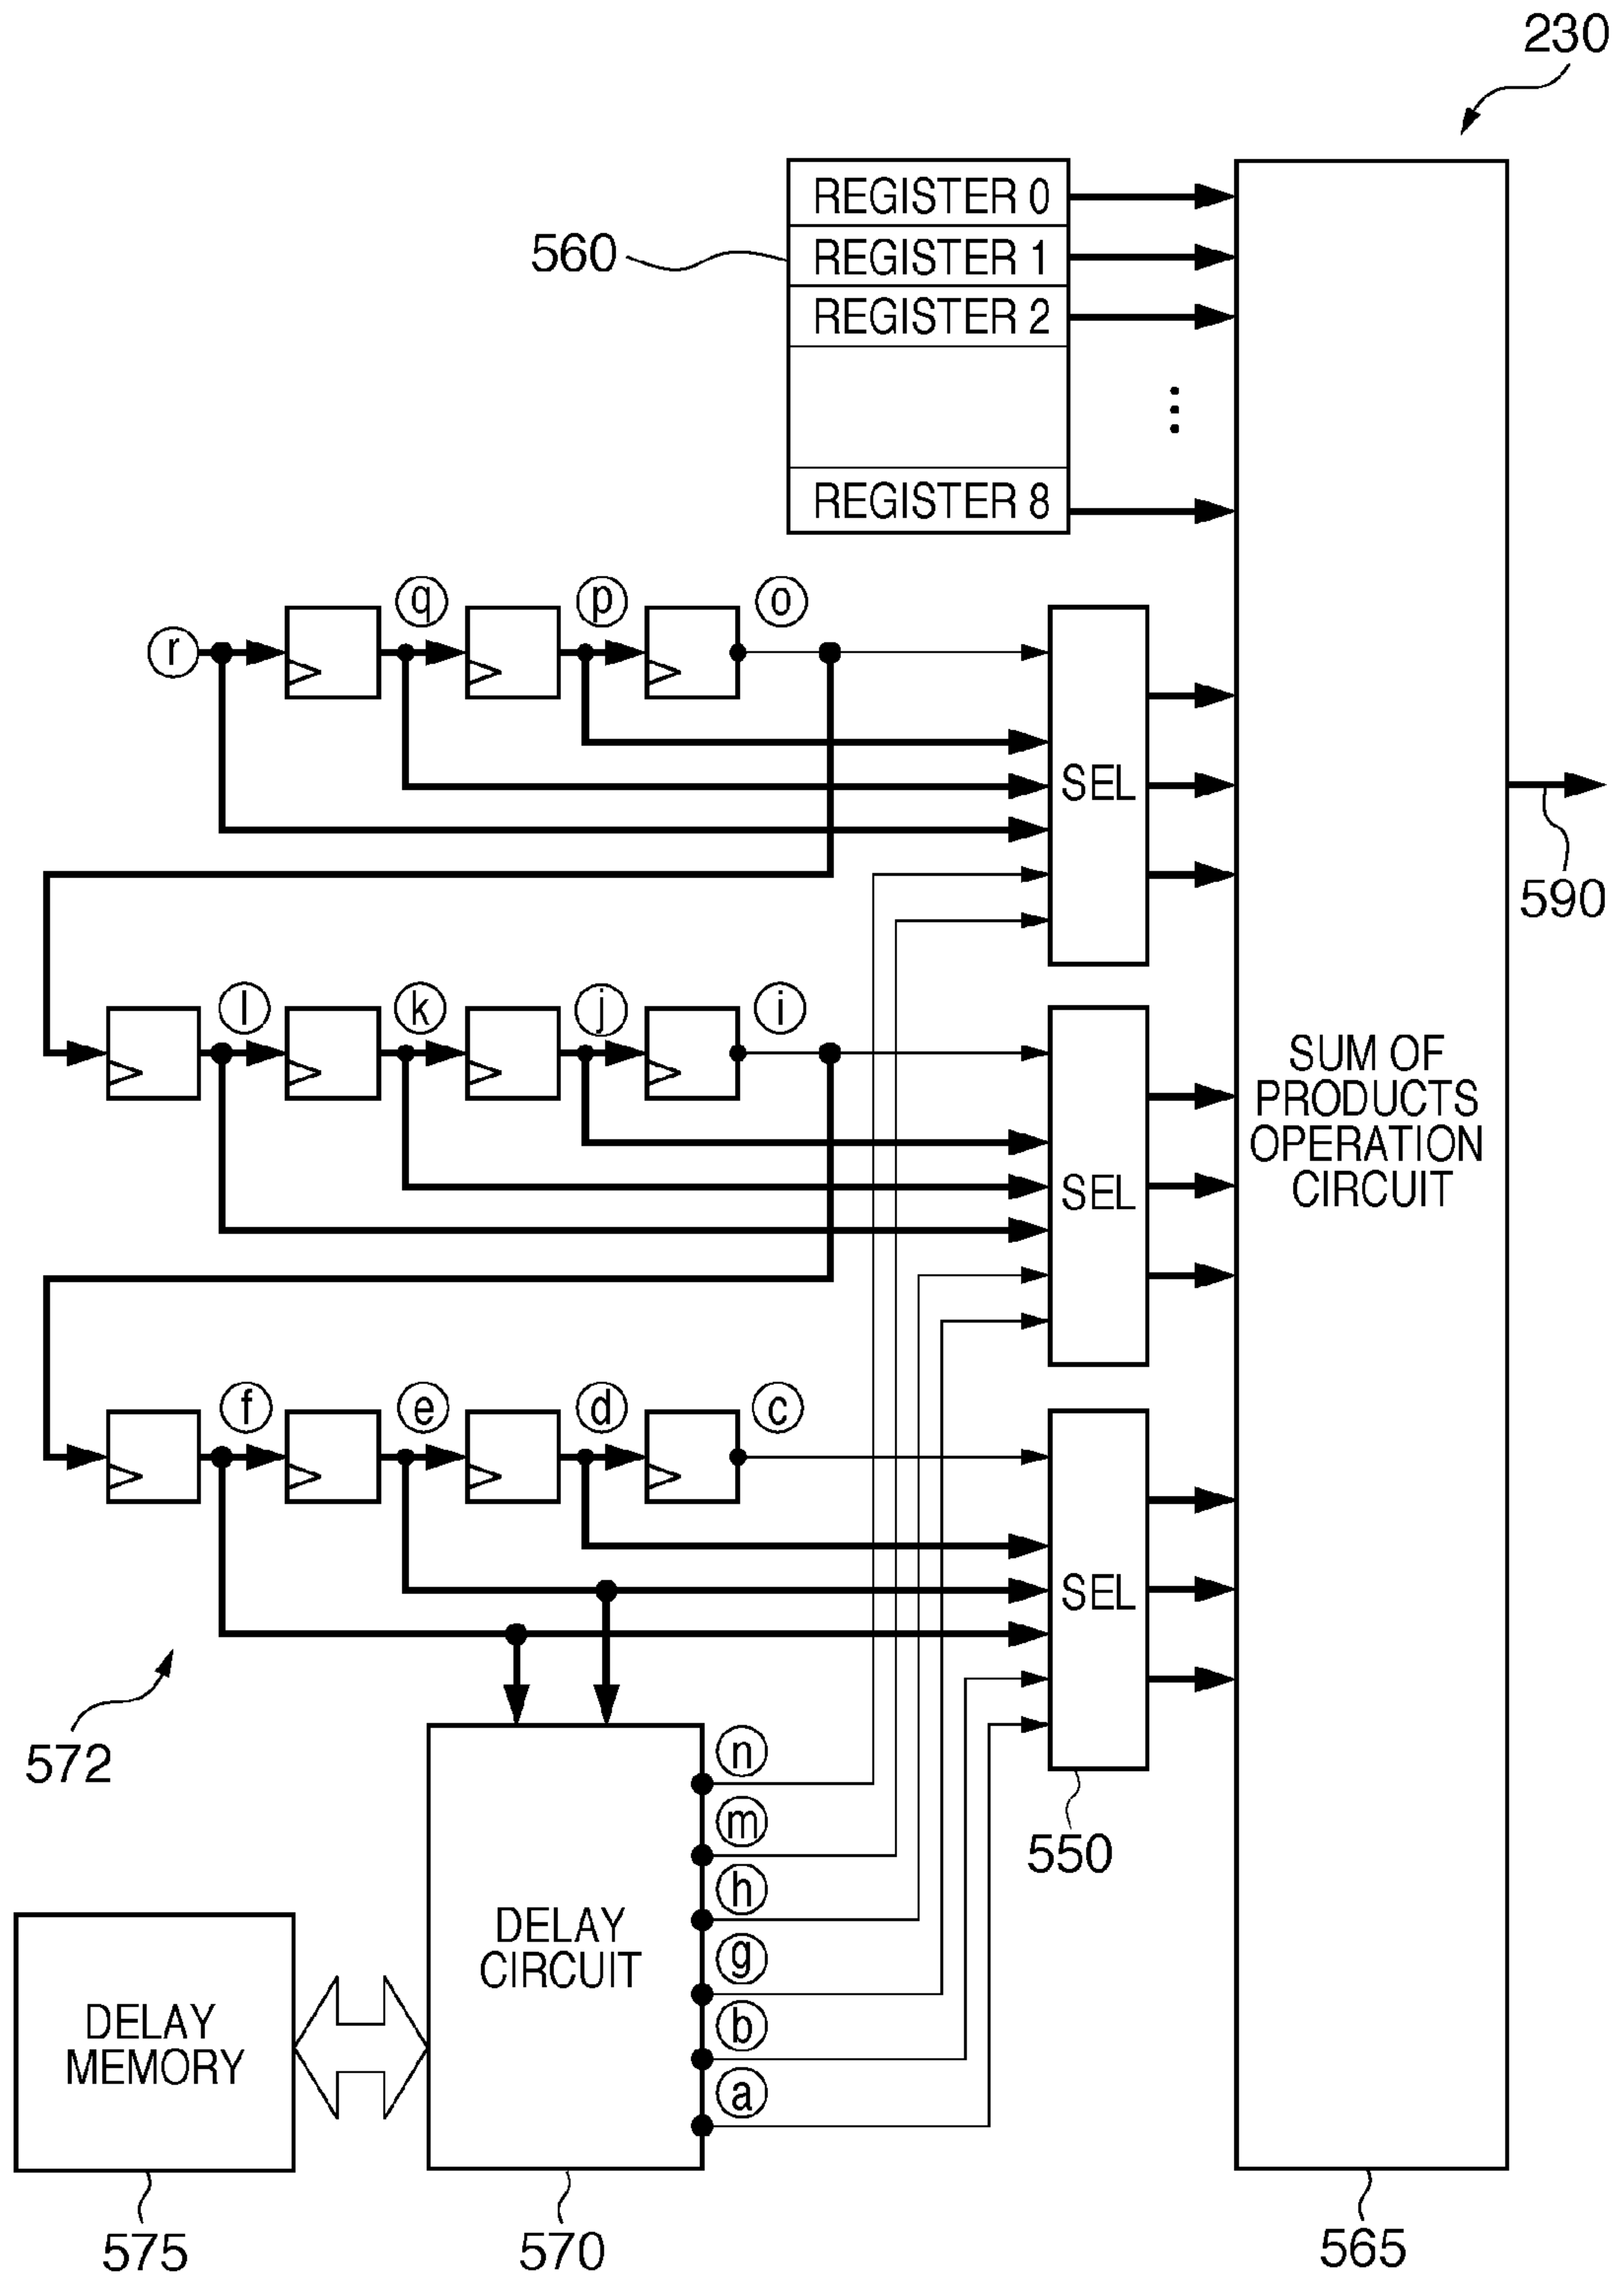 230
REGISTER 0
560
REGISTER 1
REGISTER 2
REGISTER 8
q
p
o
r
SEL
590
l
k
j
i
SUM OF
PRODUCTS
OPERATION
CIRCUIT
SEL
f
e
d
c
SEL
572
n
m
550
h
DELAY
CIRCUIT
g
DELAY
MEMORY
b
a
575
570
565